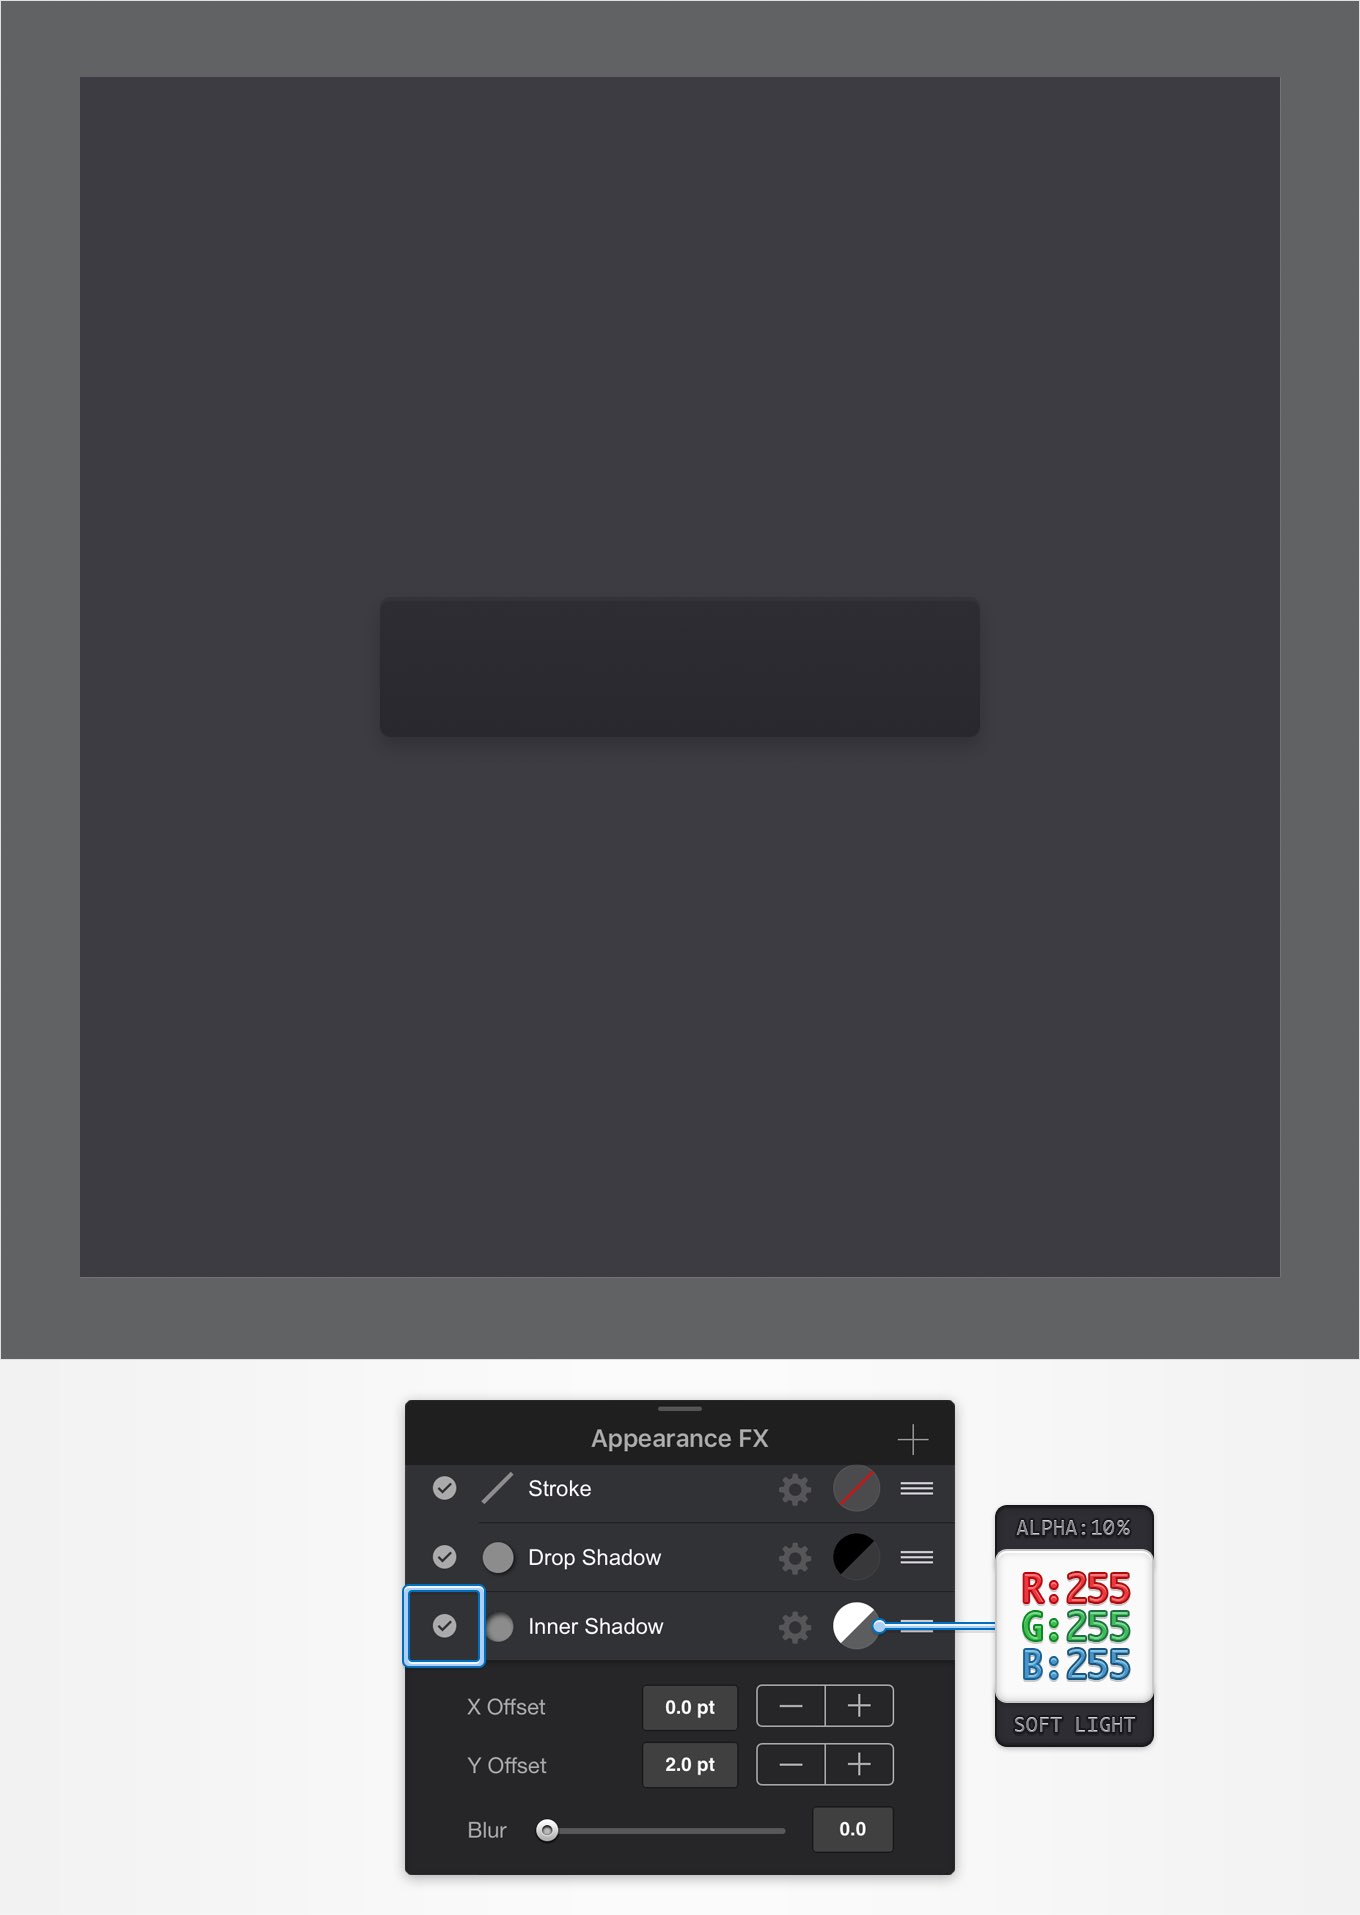 Appearance FX
Stroke
Drop Shadow
Inner Shadow
X Offset 0.0 pt
Y Offset 2.0 pt
Blur 0.0
ALPHA:10%
R:255
G:255
B:255
SOFT LIGHT